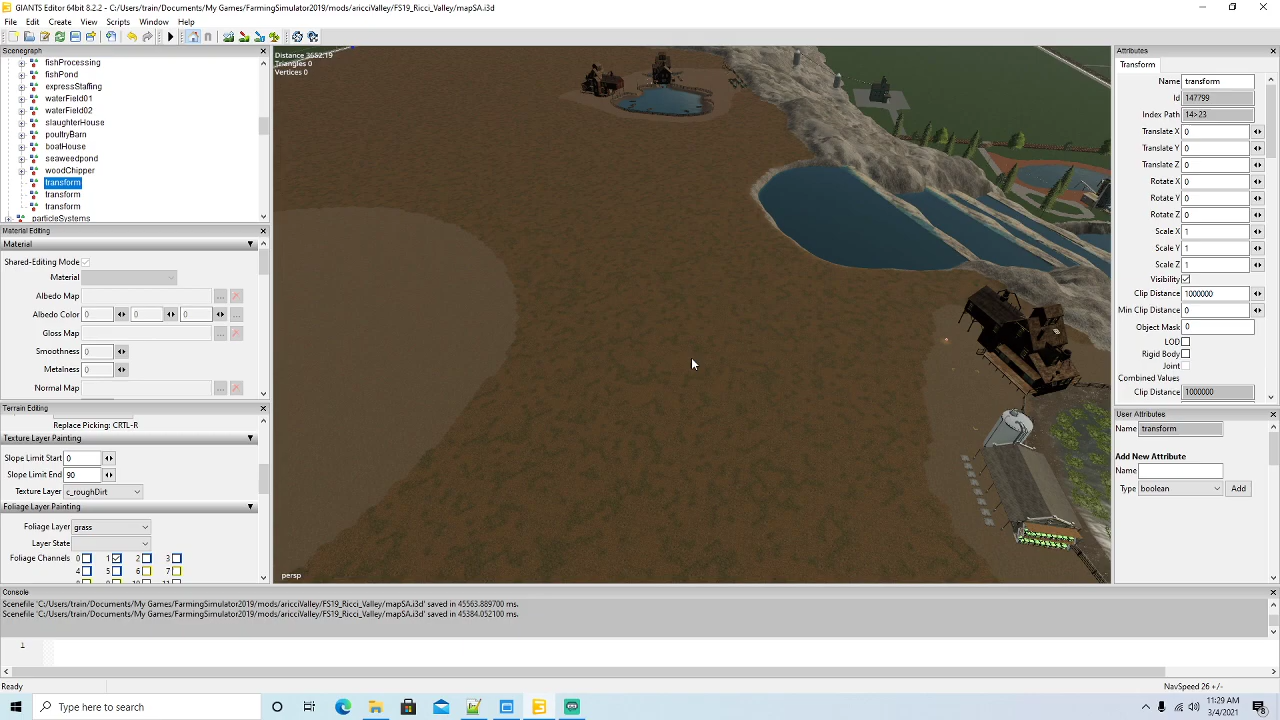 GIANTS Editor 64bit 8.2.2 - C:/Users/train/Documents/My Games/FarmingSimulator2019/mods/aricciValley/FS19_Ricci_Valley/mapSA.i3d
File Edit Create View Scripts Window Help
Scenegraph
fishProcessing
fishPond
expressStaffing
waterField01
waterField02
slaughterHouse
poultryBarn
boatHouse
seaweedpond
woodChipper
transform
transform
transform
particleSystems
Material Editing
Material
Shared-Editing Mode
Material
Albedo Map ...
Albedo Color 0 0 0 ...
Gloss Map ...
Smoothness 0
Metalness 0
Normal Map ...
Terrain Editing
Replace Picking: CRTL-R
Texture Layer Painting
Slope Limit Start 0
Slope Limit End 90
Texture Layer c_roughDirt
Foliage Layer Painting
Foliage Layer grass
Layer State
Foliage Channels 0 1 2 3
4 5 6 7
Distance 3652.19
Triangles 0
Vertices 0
persp
Attributes
Transform
Name transform
Id 147799
Index Path 14>23
Translate X 0
Translate Y 0
Translate Z 0
Rotate X 0
Rotate Y 0
Rotate Z 0
Scale X 1
Scale Y 1
Scale Z 1
Visibility
Clip Distance 1000000
Min Clip Distance 0
Object Mask 0
LOD
Rigid Body
Joint
Combined Values
Clip Distance 1000000
User Attributes
Name transform
Add New Attribute
Name
Type boolean Add
Console
Scenefile 'C:/Users/train/Documents/My Games/FarmingSimulator2019/mods/aricciValley/FS19_Ricci_Valley/mapSA.i3d' saved in 45563.889700 ms.
Scenefile 'C:/Users/train/Documents/My Games/FarmingSimulator2019/mods/aricciValley/FS19_Ricci_Valley/mapSA.i3d' saved in 45384.052100 ms.
1
Ready
NavSpeed 26 +/-
Type here to search
11:29 AM
3/4/2021